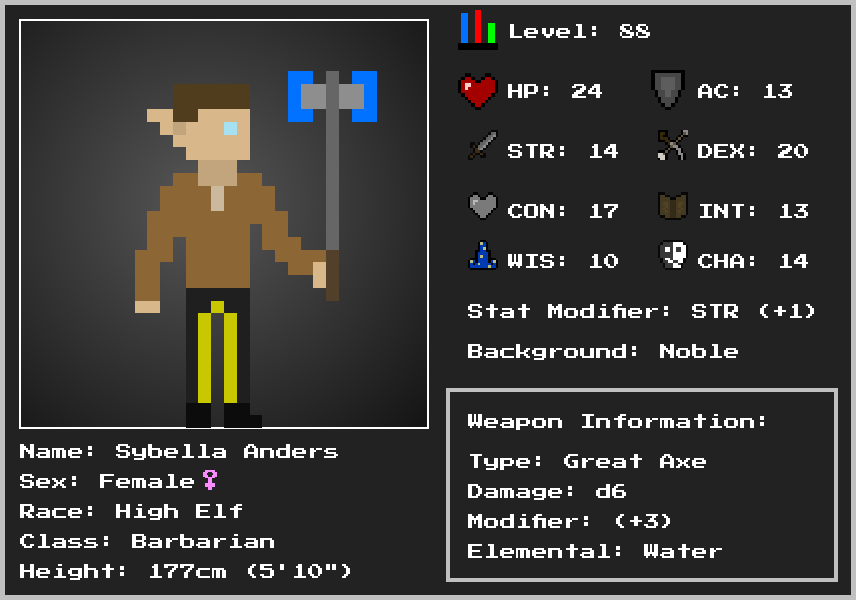 Level: 88
HP: 24 AC: 13
STR: 14 DEX: 20
CON: 17 INT: 13
WIS: 10 CHA: 14
Stat Modifier: STR (+1)
Background: Noble
Weapon Information:
Type: Great Axe
Damage: d6
Modifier: (+3)
Elemental: Water
Name: Sybella Anders
Sex: Female♀
Race: High Elf
Class: Barbarian
Height: 177cm (5'10")